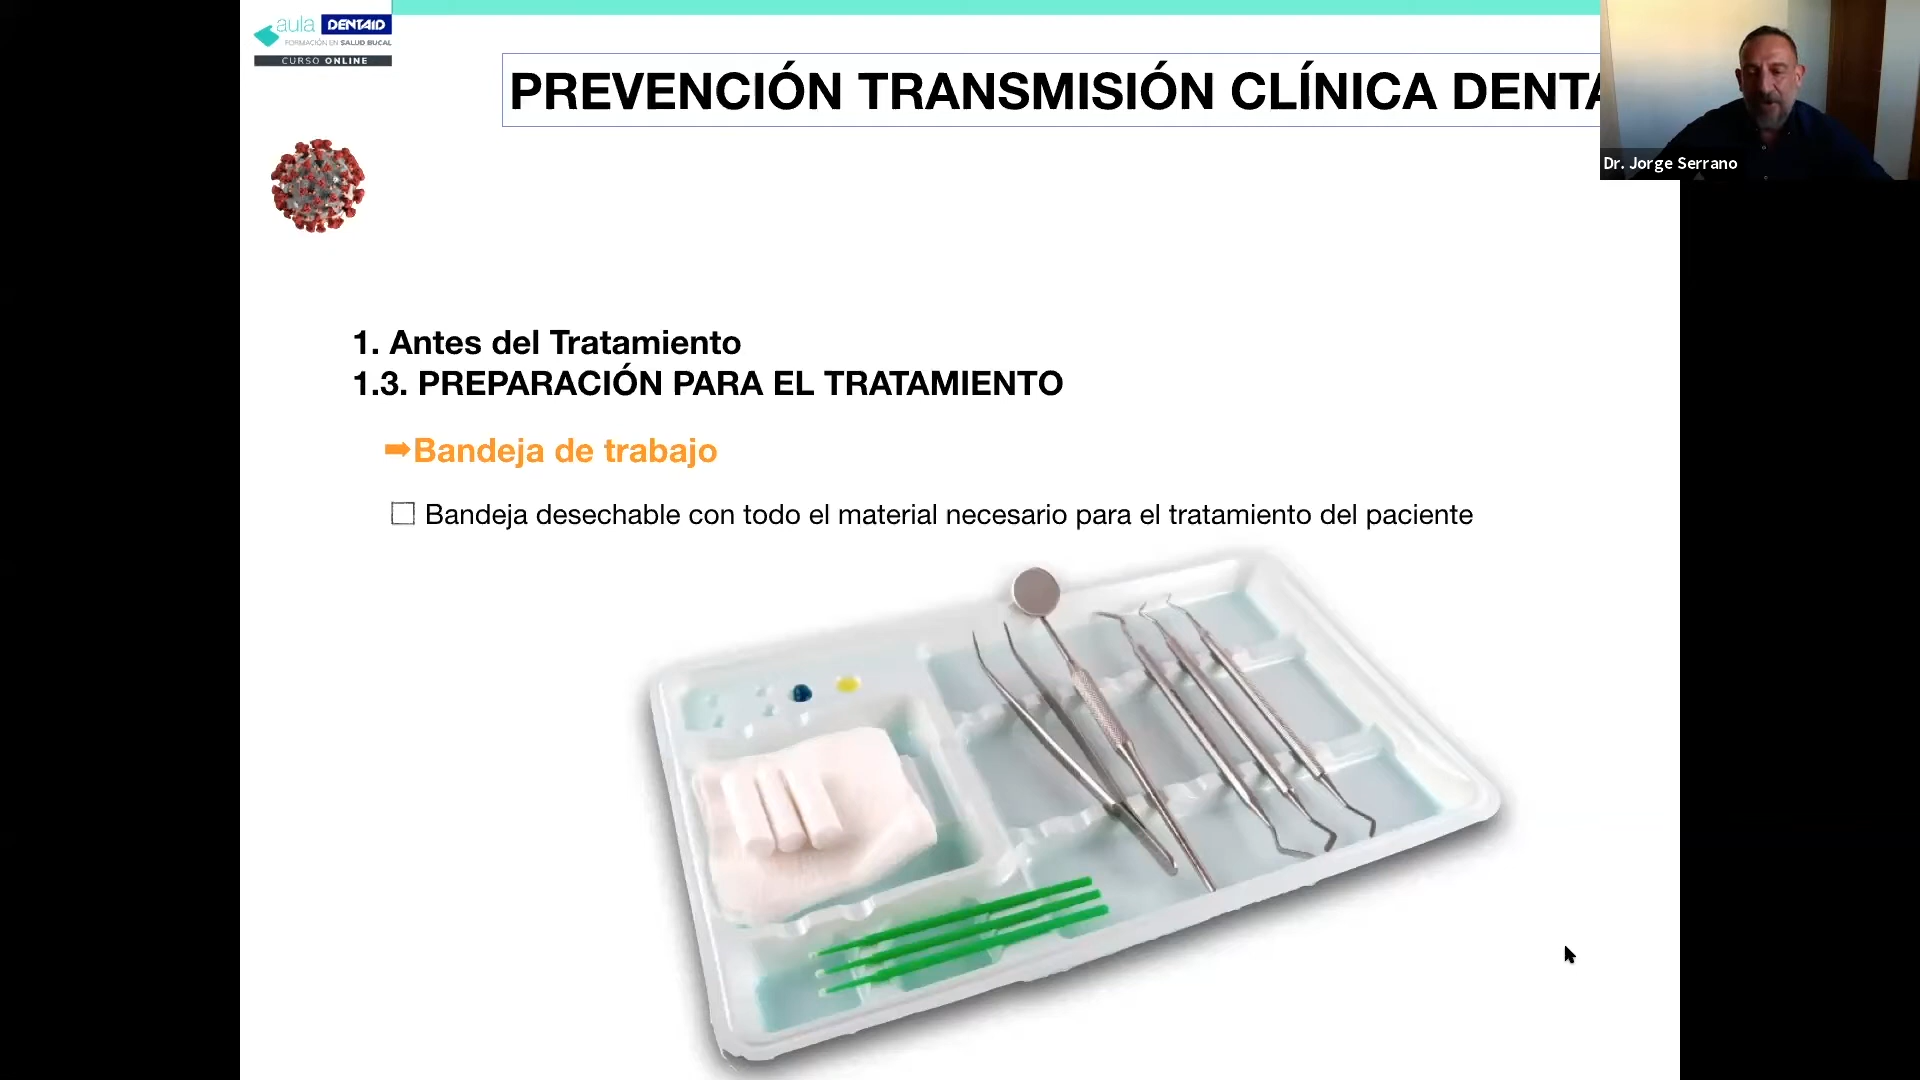 aula DENTAID
FORMACIÓN EN SALUD BUCAL
CURSO ONLINE
PREVENCIÓN TRANSMISIÓN CLÍNICA DENTA
Dr. Jorge Serrano
1. Antes del Tratamiento
1.3. PREPARACIÓN PARA EL TRATAMIENTO
➡Bandeja de trabajo
☐ Bandeja desechable con todo el material necesario para el tratamiento del paciente